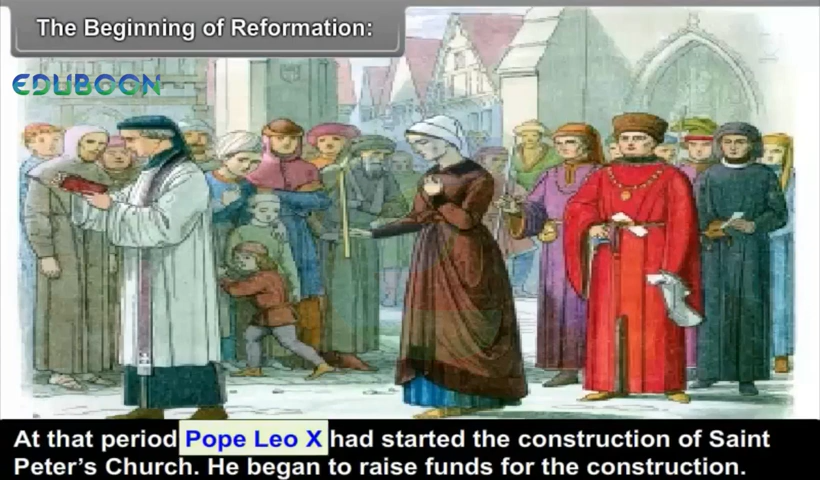 The Beginning of Reformation:
EDUBOON
At that period Pope Leo X had started the construction of Saint
Peter's Church. He began to raise funds for the construction.